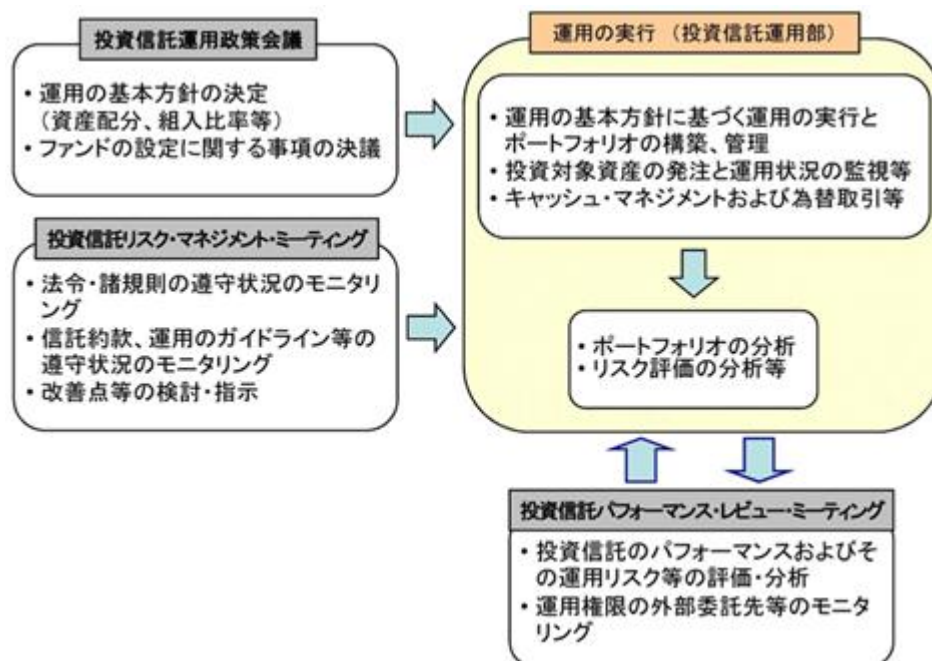 投資信託運用政策会議
・運用の基本方針の決定
(資産配分、組入比率等)
・ファンドの設定に関する事項の決議
投資信託リスク・マネジメント・ミーティング
・法令・諸規則の遵守状況のモニタリ
ング
・信託約款、運用のガイドライン等の
遵守状況のモニタリング
・改善点等の検討・指示
運用の実行 (投資信託運用部)
・運用の基本方針に基づく運用の実行と
ポートフォリオの構築、管理
・投資対象資産の発注と運用状況の監視等
・キャッシュ・マネジメントおよび為替取引等
・ポートフォリオの分析
・リスク評価の分析等
投資信託パフォーマンス・レビュー・ミーティング
・投資信託のパフォーマンスおよびそ
の運用リスク等の評価・分析
・運用権限の外部委託先等のモニタ
リング